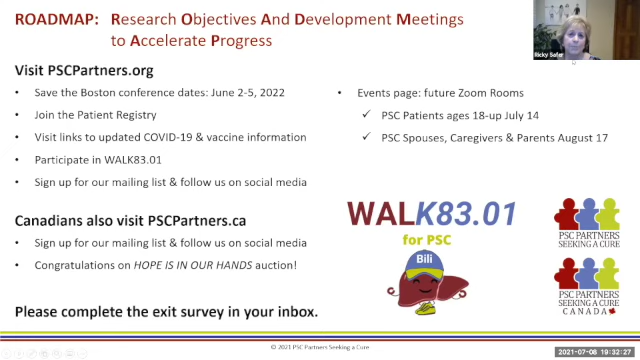 ROADMAP: Research Objectives And Development Meetings
to Accelerate Progress
Visit PSCPartners.org
• Save the Boston conference dates: June 2-5, 2022
• Join the Patient Registry
• Visit links to updated COVID-19 & vaccine information
• Participate in WALK83.01
• Sign up for our mailing list & follow us on social media
Canadians also visit PSCPartners.ca
• Sign up for our mailing list & follow us on social media
• Congratulations on HOPE IS IN OUR HANDS auction!
Please complete the exit survey in your inbox.
Ricky Safer
• Events page: future Zoom Rooms
✓ PSC Patients ages 18-up July 14
✓ PSC Spouses, Caregivers & Parents August 17
WALK83.01
for PSC
Bili
PSC PARTNERS
SEEKING A CURE
PSC PARTNERS
SEEKING A CURE
CANADA
© 2021 PSC Partners Seeking a Cure
2021-07-06 19:32:27